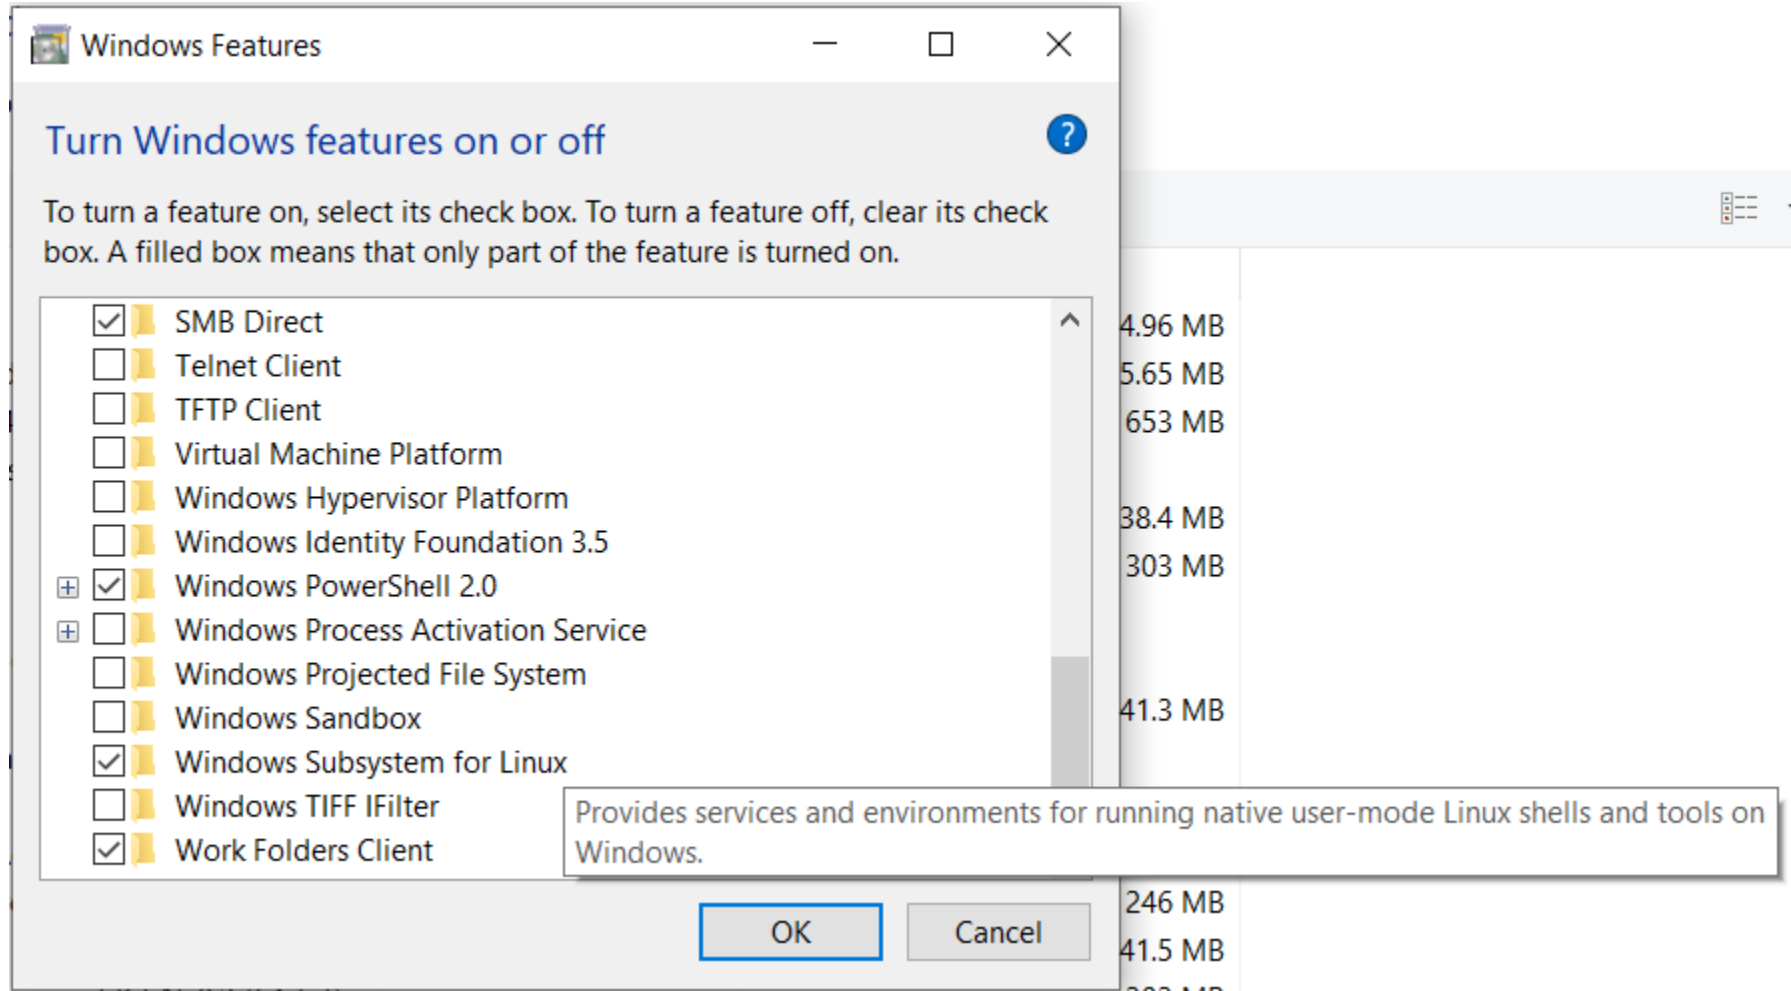 Windows Features
Turn Windows features on or off
?
To turn a feature on, select its check box. To turn a feature off, clear its check
box. A filled box means that only part of the feature is turned on.
SMB Direct
Telnet Client
TFTP Client
Virtual Machine Platform
Windows Hypervisor Platform
Windows Identity Foundation 3.5
Windows PowerShell 2.0
Windows Process Activation Service
Windows Projected File System
Windows Sandbox
Windows Subsystem for Linux
Windows TIFF IFilter
Work Folders Client
Provides services and environments for running native user-mode Linux shells and tools on
Windows.
OK
Cancel
4.96 MB
5.65 MB
653 MB
38.4 MB
303 MB
41.3 MB
246 MB
41.5 MB